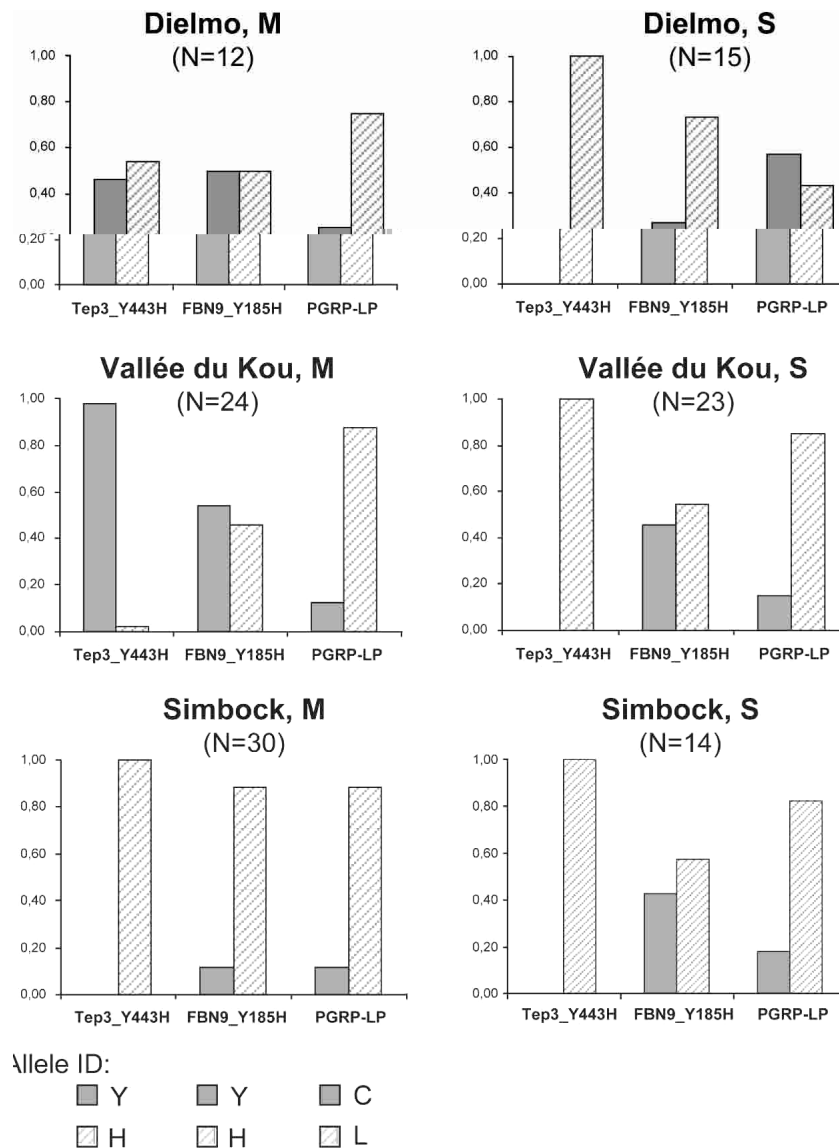 Dielmo, M
(N=12)
1,00
0,80
0,60
0,40
0,20
0,00
Tep3_Y443H FBN9_Y185H PGRP-LP
Dielmo, S
(N=15)
1,00
0,80
0,60
0,40
0,20
0,00
Tep3_Y443H FBN9_Y185H PGRP-LP
Vallée du Kou, M
(N=24)
1,00
0,80
0,60
0,40
0,20
0,00
Tep3_Y443H FBN9_Y185H PGRP-LP
Vallée du Kou, S
(N=23)
1,00
0,80
0,60
0,40
0,20
0,00
Tep3_Y443H FBN9_Y185H PGRP-LP
Simbock, M
(N=30)
1,00
0,80
0,60
0,40
0,20
0,00
Tep3_Y443H FBN9_Y185H PGRP-LP
Simbock, S
(N=14)
1,00
0,80
0,60
0,40
0,20
0,00
Tep3_Y443H FBN9_Y185H PGRP-LP
Allele ID:
Y Y C
H H L